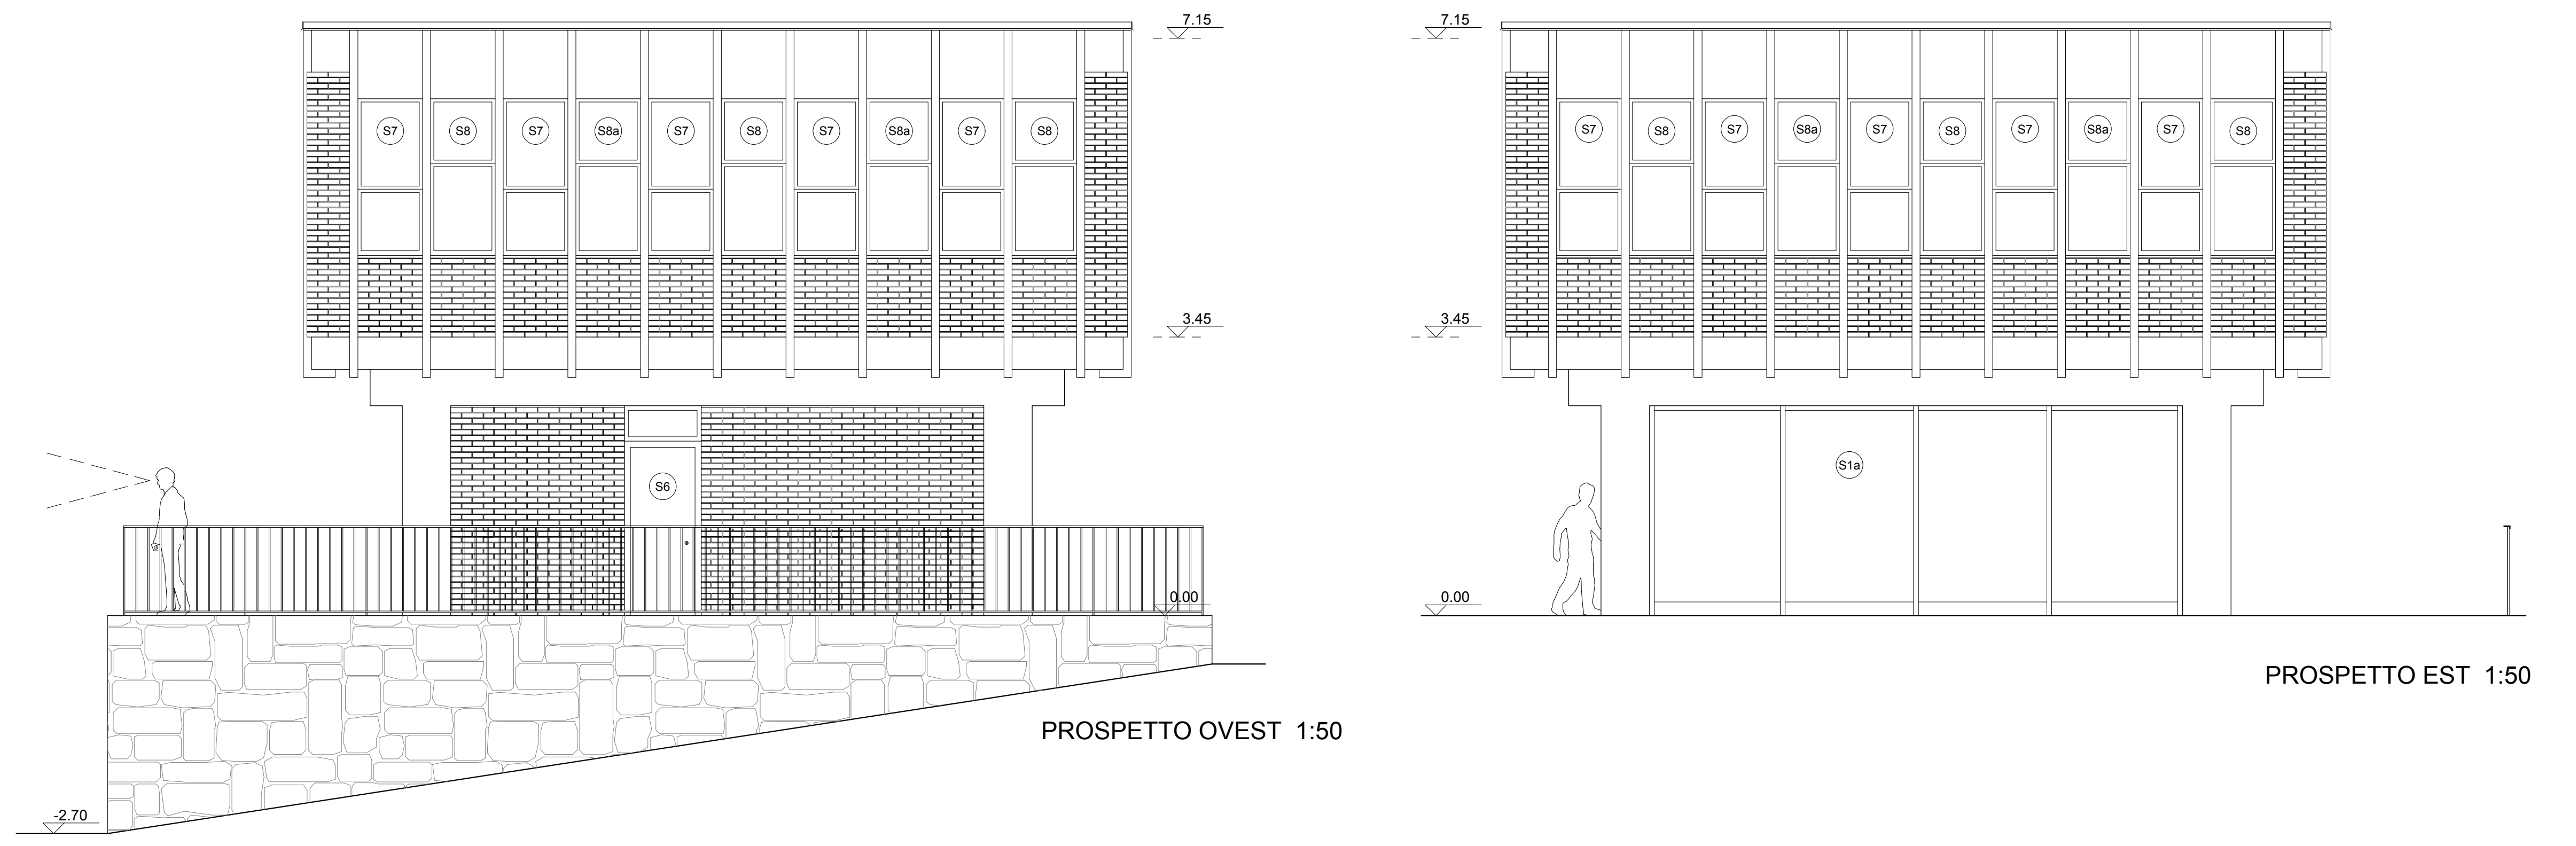 7.15
7.15
S7 S8 S7 S8a S7 S8 S7 S8a S7 S8
S7 S8 S7 S8a S7 S8 S7 S8a S7 S8
3.45
3.45
S6
S1a
0.00
0.00
PROSPETTO EST 1:50
PROSPETTO OVEST 1:50
-2.70